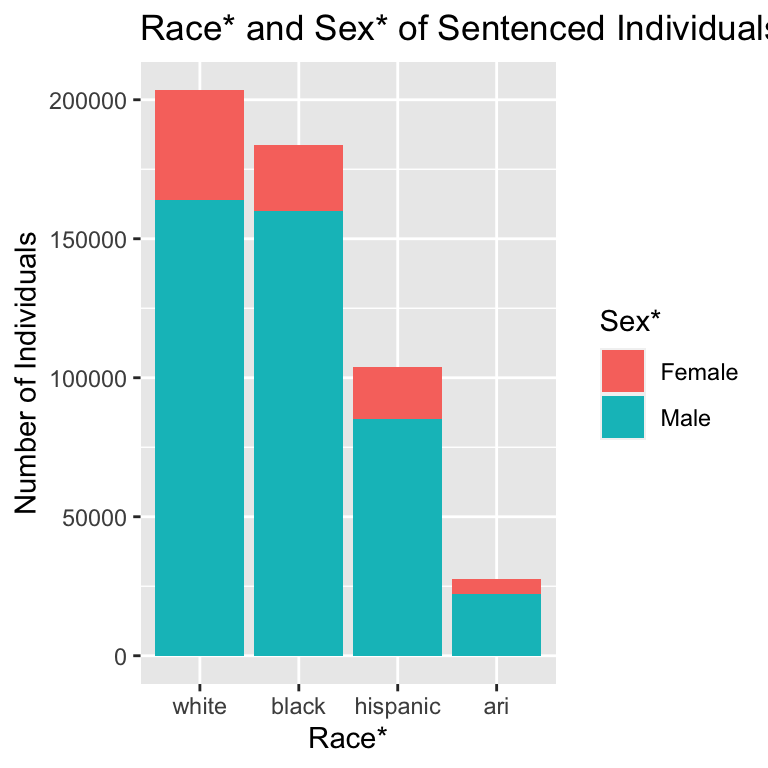 Race* and Sex* of Sentenced Individuals
200000
150000
100000
50000
0
Number of Individuals
white black hispanic ari
Race*
Sex*
Female
Male